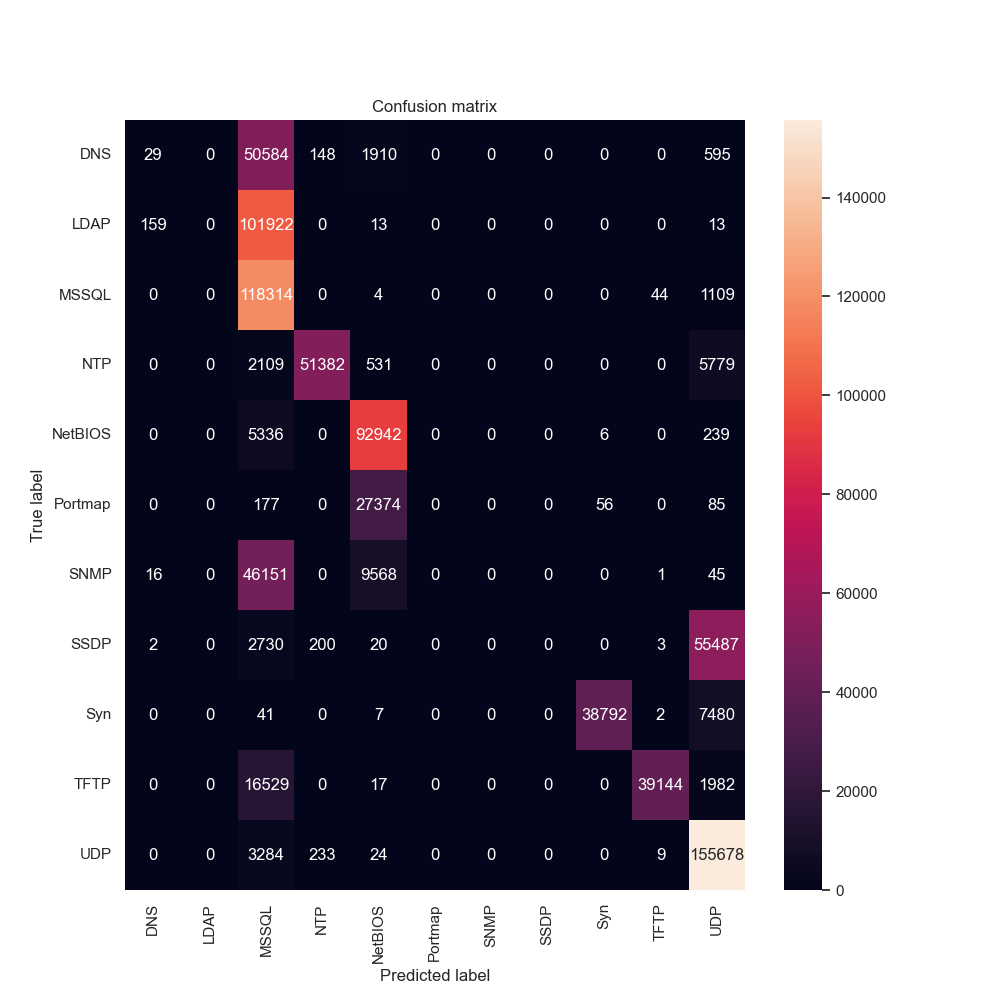 Confusion matrix
DNS 29 0 50584 148 1910 0 0 0 0 0 595
LDAP 159 0 101922 0 13 0 0 0 0 0 13
MSSQL 0 0 118314 0 4 0 0 0 0 44 1109
NTP 0 0 2109 51382 531 0 0 0 0 0 5779
NetBIOS 0 0 5336 0 92942 0 0 0 6 0 239
Portmap 0 0 177 0 27374 0 0 0 56 0 85
SNMP 16 0 46151 0 9568 0 0 0 0 1 45
SSDP 2 0 2730 200 20 0 0 0 0 3 55487
Syn 0 0 41 0 7 0 0 0 38792 2 7480
TFTP 0 0 16529 0 17 0 0 0 0 39144 1982
UDP 0 0 3284 233 24 0 0 0 0 9 155678
True label
DNS LDAP MSSQL NTP NetBIOS Portmap SNMP SSDP Syn TFTP UDP
Predicted label
140000
120000
100000
80000
60000
40000
20000
0